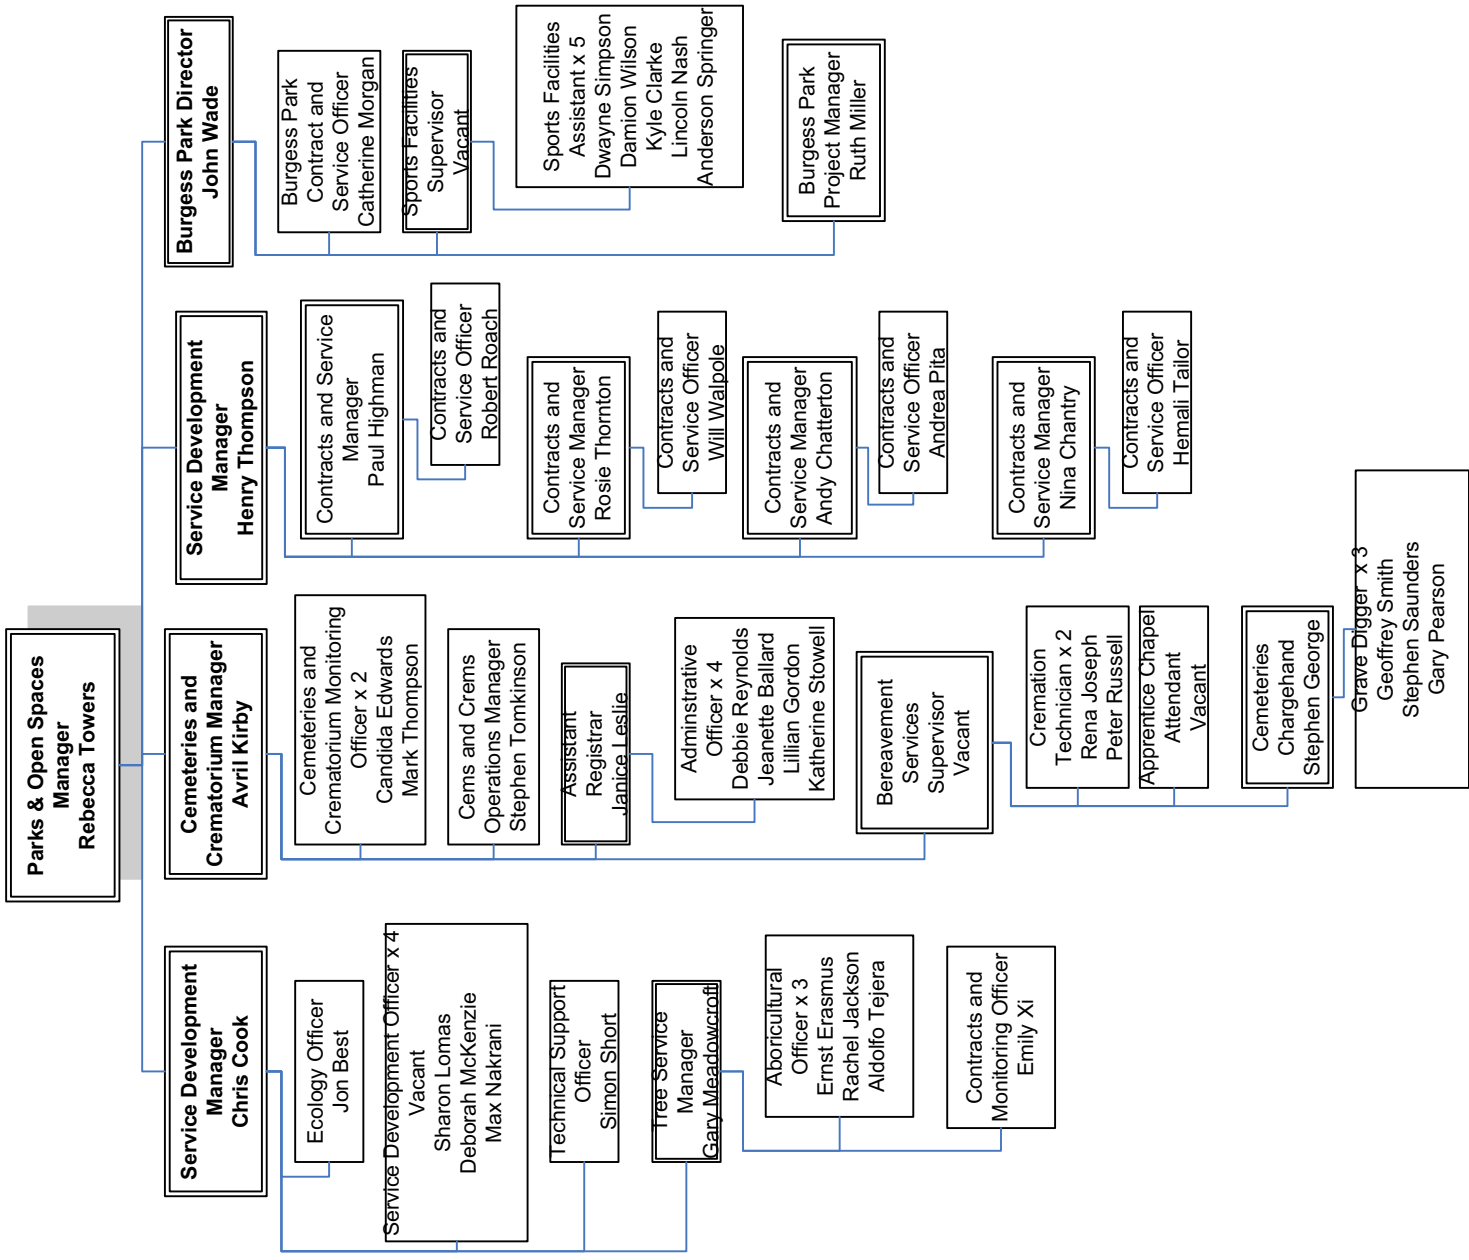 Parks & Open Spaces
Manager
Rebecca Towers
Service Development
Manager
Chris Cook
Ecology Officer
Jon Best
Service Development Officer x 4
Vacant
Sharon Lomas
Deborah McKenzie
Max Nakrani
Technical Support
Officer
Simon Short
Tree Service
Manager
Gary Meadowcroft
Aboricultural
Officer x 3
Ernst Erasmus
Rachel Jackson
Aldolfo Tejera
Contracts and
Monitoring Officer
Emily Xi
Cemeteries and
Crematorium Manager
Avril Kirby
Cemeteries and
Crematorium Monitoring
Officer x 2
Candida Edwards
Mark Thompson
Cems and Crems
Operations Manager
Stephen Tomkinson
Assistant
Registrar
Janice Leslie
Adminstrative
Officer x 4
Debbie Reynolds
Jeanette Ballard
Lillian Gordon
Katherine Stowell
Bereavement
Services
Supervisor
Vacant
Cremation
Technician x 2
Rena Joseph
Peter Russell
Apprentice Chapel
Attendant
Vacant
Cemeteries
Chargehand
Stephen George
Grave Digger x 3
Geoffrey Smith
Stephen Saunders
Gary Pearson
Service Development
Manager
Henry Thompson
Contracts and Service
Manager
Paul Highman
Contracts and
Service Officer
Robert Roach
Contracts and
Service Manager
Rosie Thornton
Contracts and
Service Officer
Will Walpole
Contracts and
Service Manager
Andy Chatterton
Contracts and
Service Officer
Andrea Pita
Contracts and
Service Manager
Nina Chantry
Contracts and
Service Officer
Hemali Tailor
Burgess Park Director
John Wade
Burgess Park
Contract and
Service Officer
Catherine Morgan
Sports Facilities
Supervisor
Vacant
Sports Facilities
Assistant x 5
Dwayne Simpson
Damion Wilson
Kyle Clarke
Lincoln Nash
Anderson Springer
Burgess Park
Project Manager
Ruth Miller